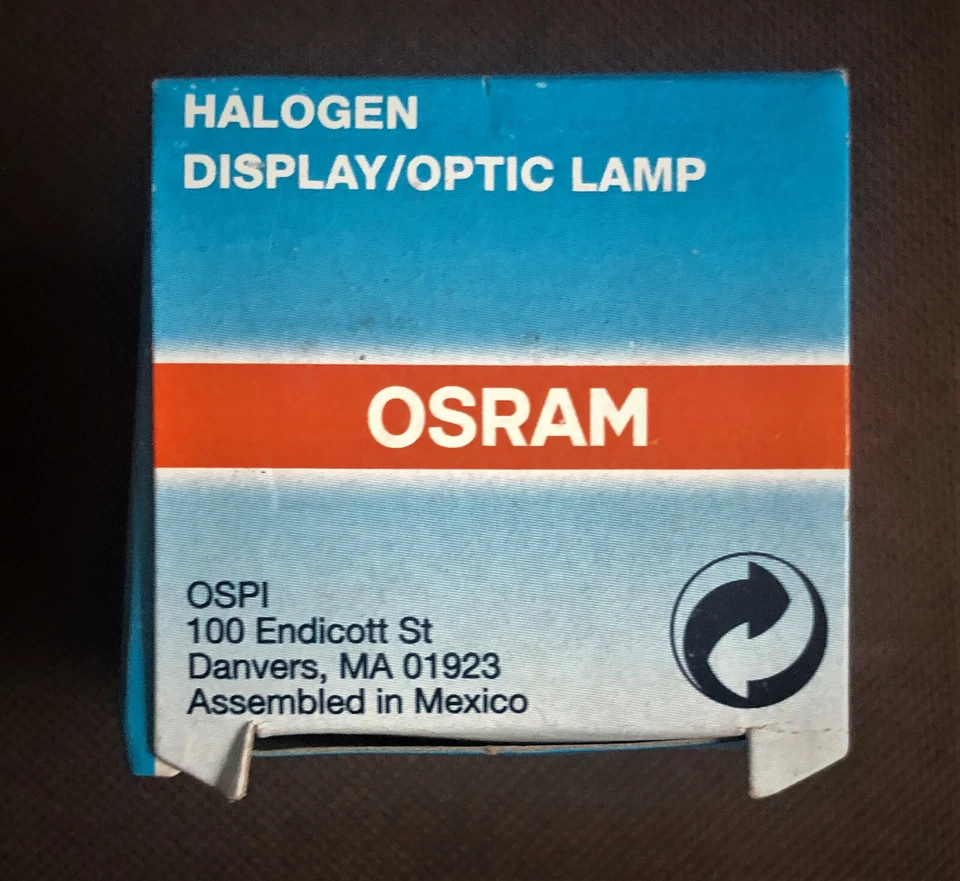 HALOGEN
DISPLAY/OPTIC LAMP
OSRAM
OSPI
100 Endicott St
Danvers, MA 01923
Assembled in Mexico